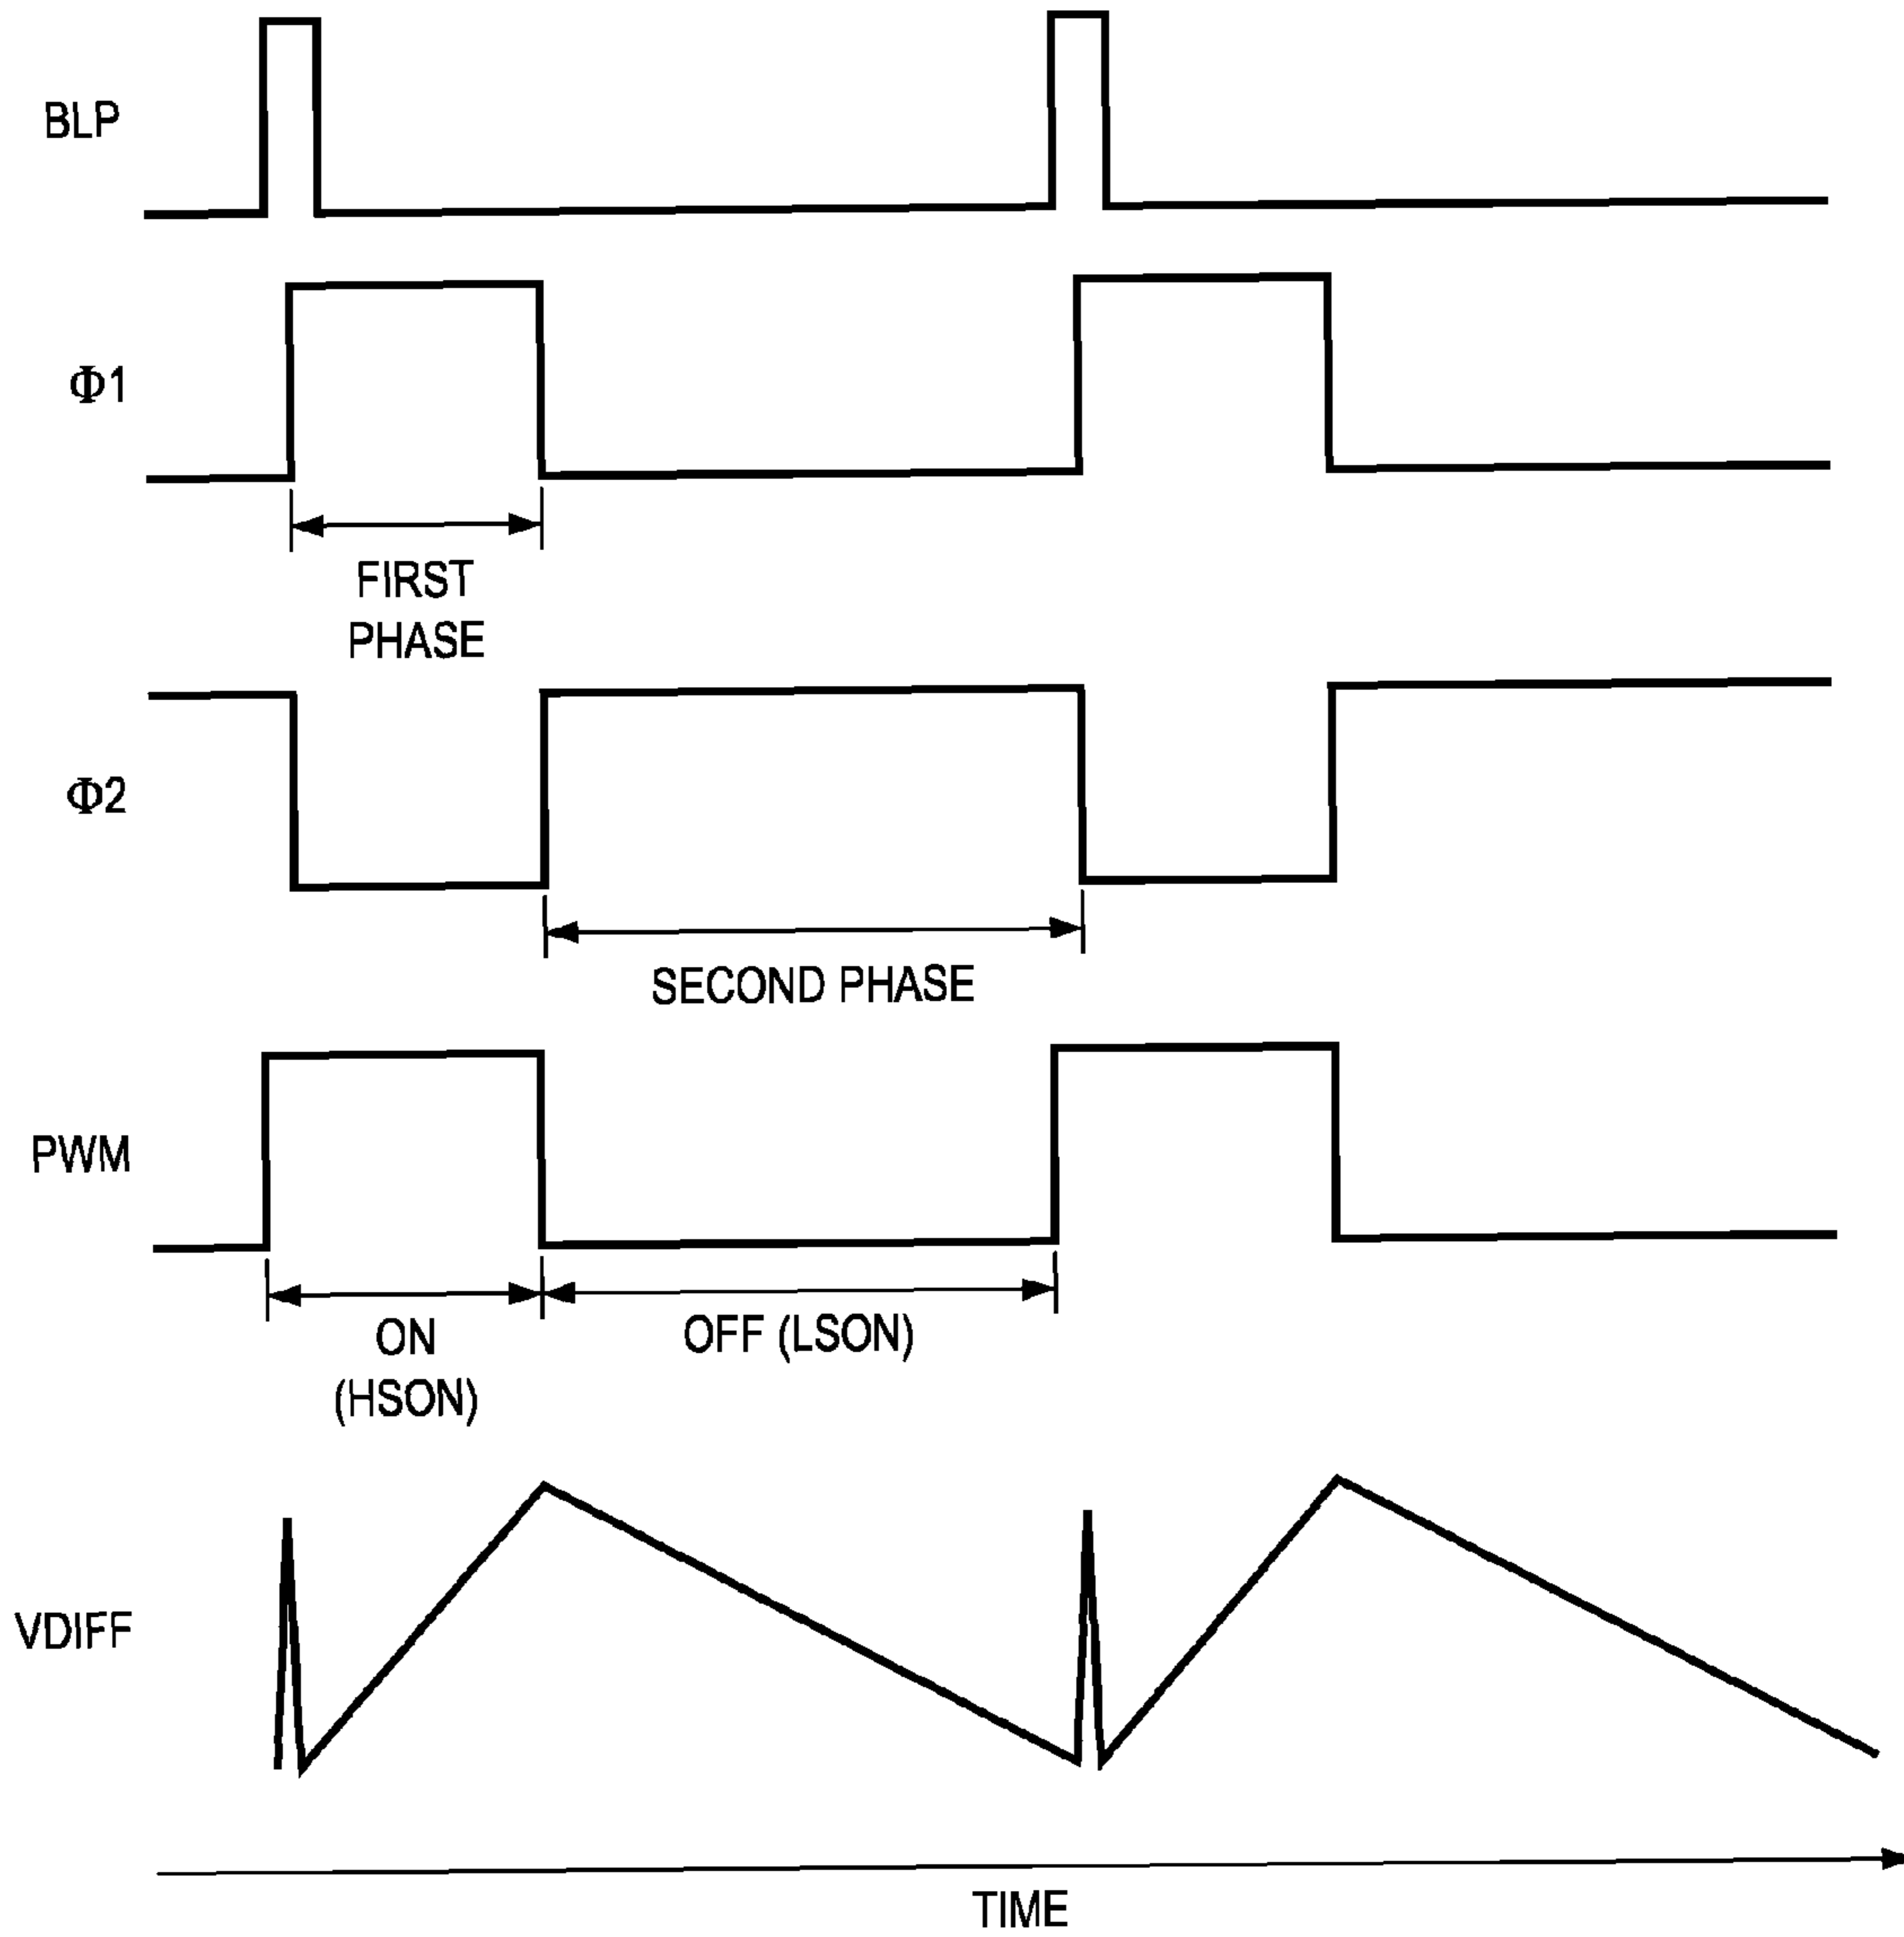 BLP
Φ1
FIRST
PHASE
Φ2
SECOND PHASE
PWM
ON
(HSON)
OFF (LSON)
VDIFF
TIME